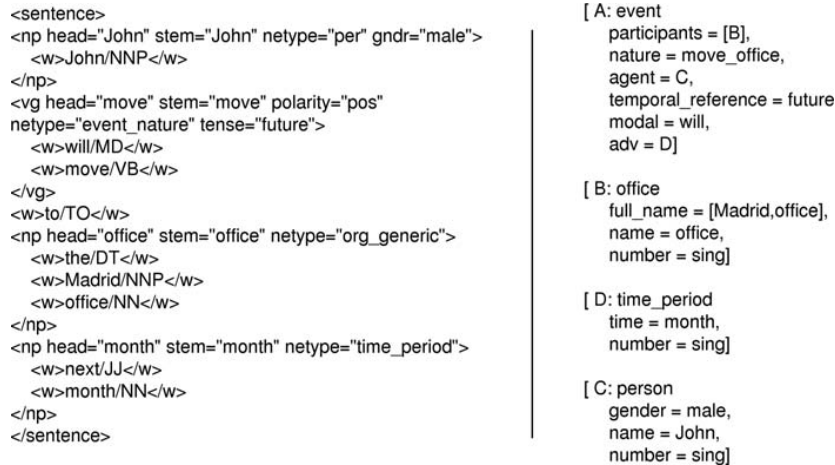 <sentence>
<np head="John" stem="John" netype="per" gndr="male">
<w>John/NNP</w>
</np>
<vg head="move" stem="move" polarity="pos"
netype="event_nature" tense="future">
<w>will/MD</w>
<w>move/VB</w>
</vg>
<w>to/TO</w>
<np head="office" stem="office" netype="org_generic">
<w>the/DT</w>
<w>Madrid/NNP</w>
<w>office/NN</w>
</np>
<np head="month" stem="month" netype="time_period">
<w>next/JJ</w>
<w>month/NN</w>
</np>
</sentence>
[ A: event
participants = [B],
nature = move_office,
agent = C,
temporal_reference = future
modal = will,
adv = D]
[ B: office
full_name = [Madrid,office],
name = office,
number = sing]
[ D: time_period
time = month,
number = sing]
[ C: person
gender = male,
name = John,
number = sing]